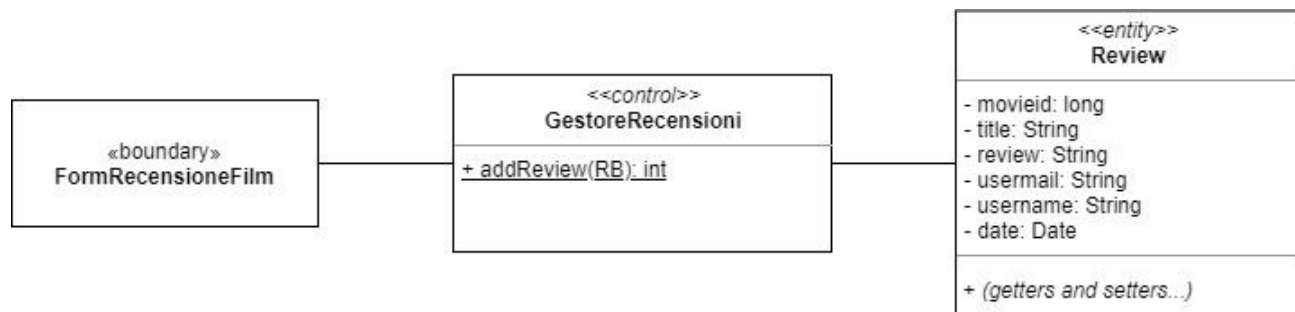 «boundary»
FormRecensioneFilm
<<control>>
GestoreRecensioni
+ addReview(RB): int
<<entity>>
Review
- movieid: long
- title: String
- review: String
- usermail: String
- username: String
- date: Date
+ (getters and setters...)